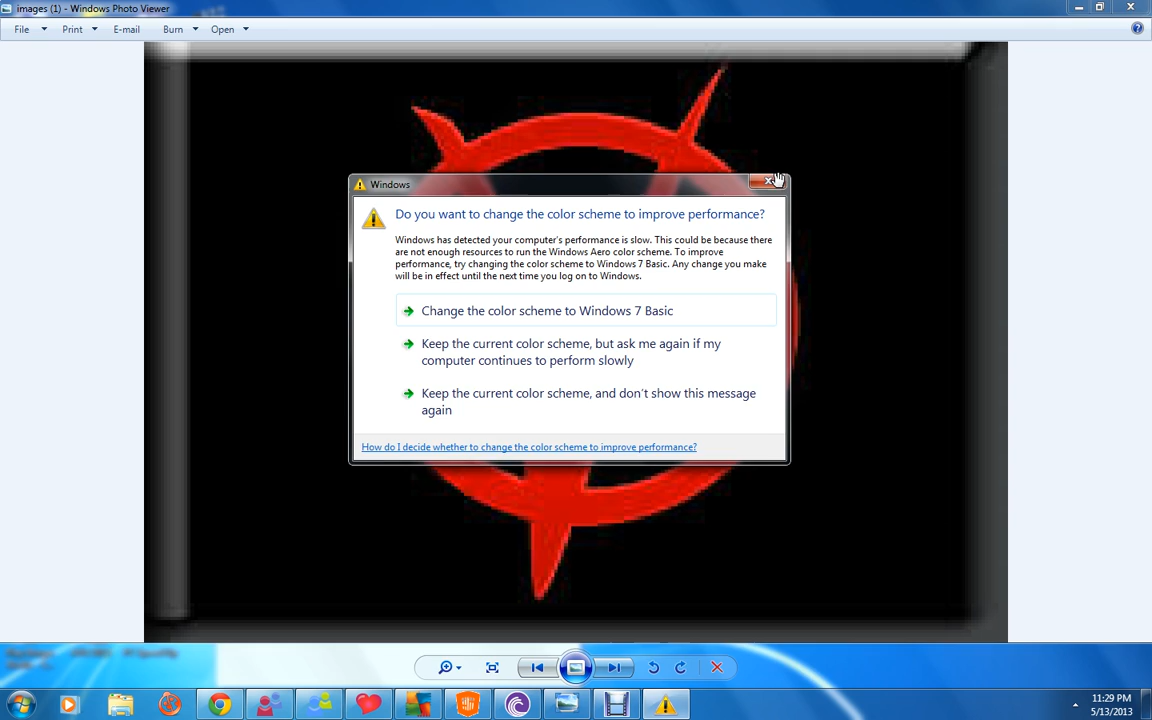 images (1) - Windows Photo Viewer
File Print E-mail Burn Open
Windows
Do you want to change the color scheme to improve performance?
Windows has detected your computer's performance is slow. This could be because there
are not enough resources to run the Windows Aero color scheme. To improve
performance, try changing the color scheme to Windows 7 Basic. Any change you make
will be in effect until the next time you log on to Windows.
Change the color scheme to Windows 7 Basic
Keep the current color scheme, but ask me again if my
computer continues to perform slowly
Keep the current color scheme, and don't show this message
again
How do I decide whether to change the color scheme to improve performance?
11:29 PM
5/13/2013